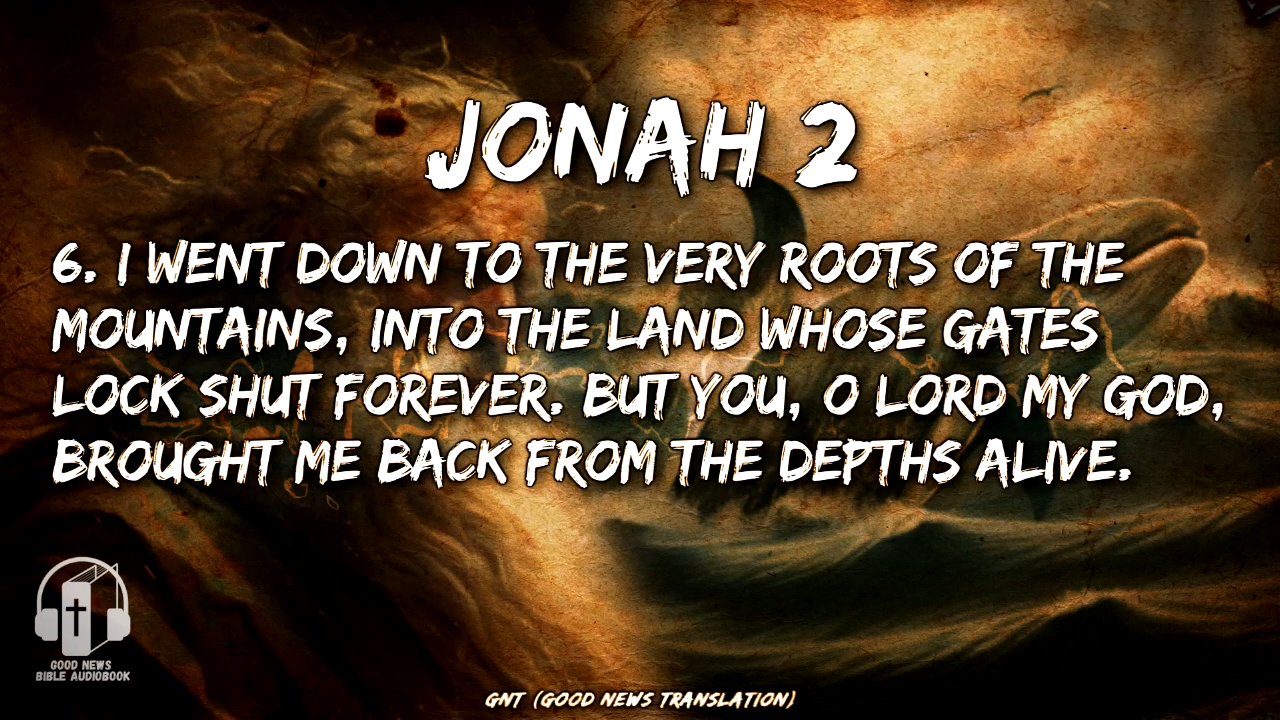 JONAH 2
6. I WENT DOWN TO THE VERY ROOTS OF THE
MOUNTAINS, INTO THE LAND WHOSE GATES
LOCK SHUT FOREVER. BUT YOU, O LORD MY GOD,
BROUGHT ME BACK FROM THE DEPTHS ALIVE.
GOOD NEWS
BIBLE AUDIOBOOK
GNT (GOOD NEWS TRANSLATION)